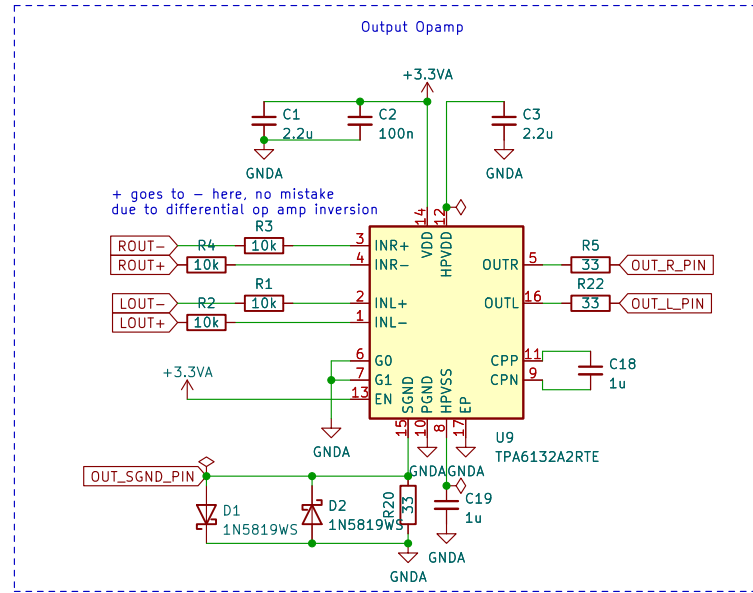 Output Opamp
+3.3VA
C1
2.2u
C2
100n
C3
2.2u
GNDA
GNDA
+ goes to - here, no mistake
due to differential op amp inversion
ROUT-
R3
10k
3
INR+
ROUT+
R4
10k
4
INR-
LOUT-
R1
10k
2
INL+
LOUT+
R2
10k
1
INL-
14
VDD
12
HPVDD
OUTR
5
R5
33
OUT_R_PIN
OUTL
16
R22
33
OUT_L_PIN
CPP
11
CPN
9
C18
1u
6
G0
7
G1
+3.3VA
13
EN
GNDA
SGND
15
PGND
10
HPVSS
8
EP
17
U9
TPA6132A2RTE
GNDA
GNDA
OUT_SGND_PIN
D1
1N5819WS
D2
1N5819WS
R20
33
C19
1u
GNDA
GNDA